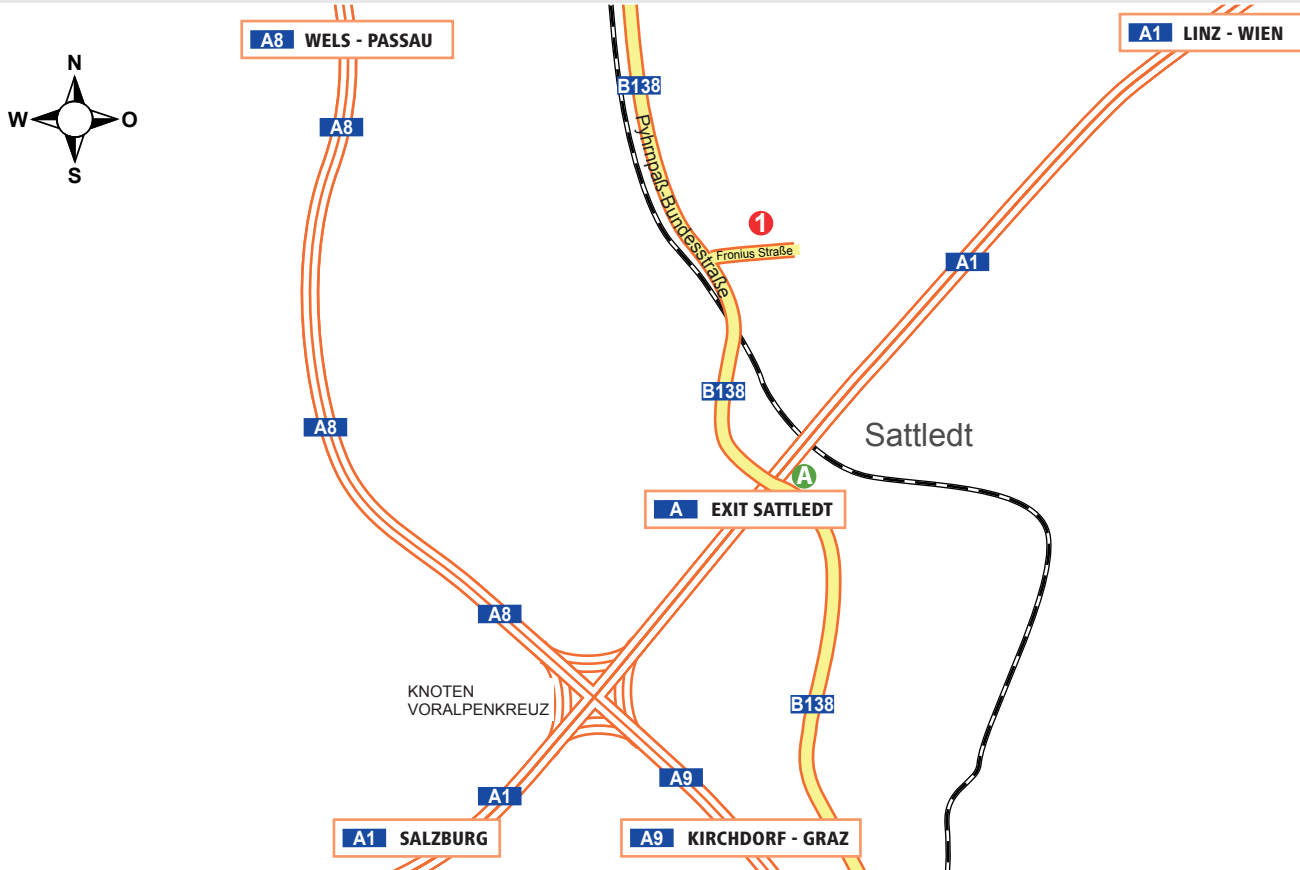 A8 WELS - PASSAU
A1 LINZ - WIEN
N
W
O
S
B138
A8
Pyhrnpaß-Bundesstraße
1
Fronius Straße
A1
B138
A8
Sattledt
A
A EXIT SATTLEDT
A8
KNOTEN
VORALPENKREUZ
B138
A9
A1
A1 SALZBURG
A9 KIRCHDORF - GRAZ